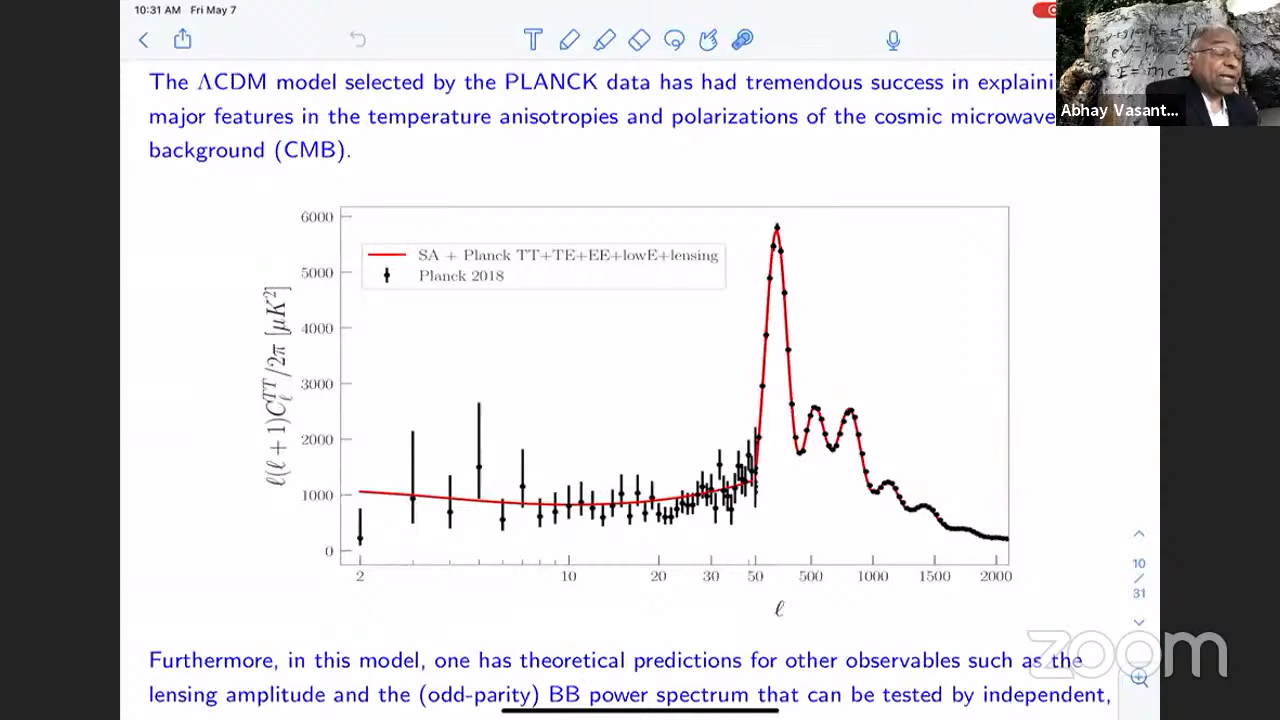 10:31 AM Fri May 7
The ΛCDM model selected by the PLANCK data has had tremendous success in explaini
major features in the temperature anisotropies and polarizations of the cosmic microwave
background (CMB).
Abhay Vasant...
6000
5000
4000
3000
2000
1000
0
ℓ(ℓ + 1)C_ℓ^{TT}/2π [μK²]
SA + Planck TT+TE+EE+lowE+lensing
Planck 2018
2 10 20 30 50 500 1000 1500 2000
ℓ
10
/
31
Furthermore, in this model, one has theoretical predictions for other observables such as the
lensing amplitude and the (odd-parity) BB power spectrum that can be tested by independent,
zoom